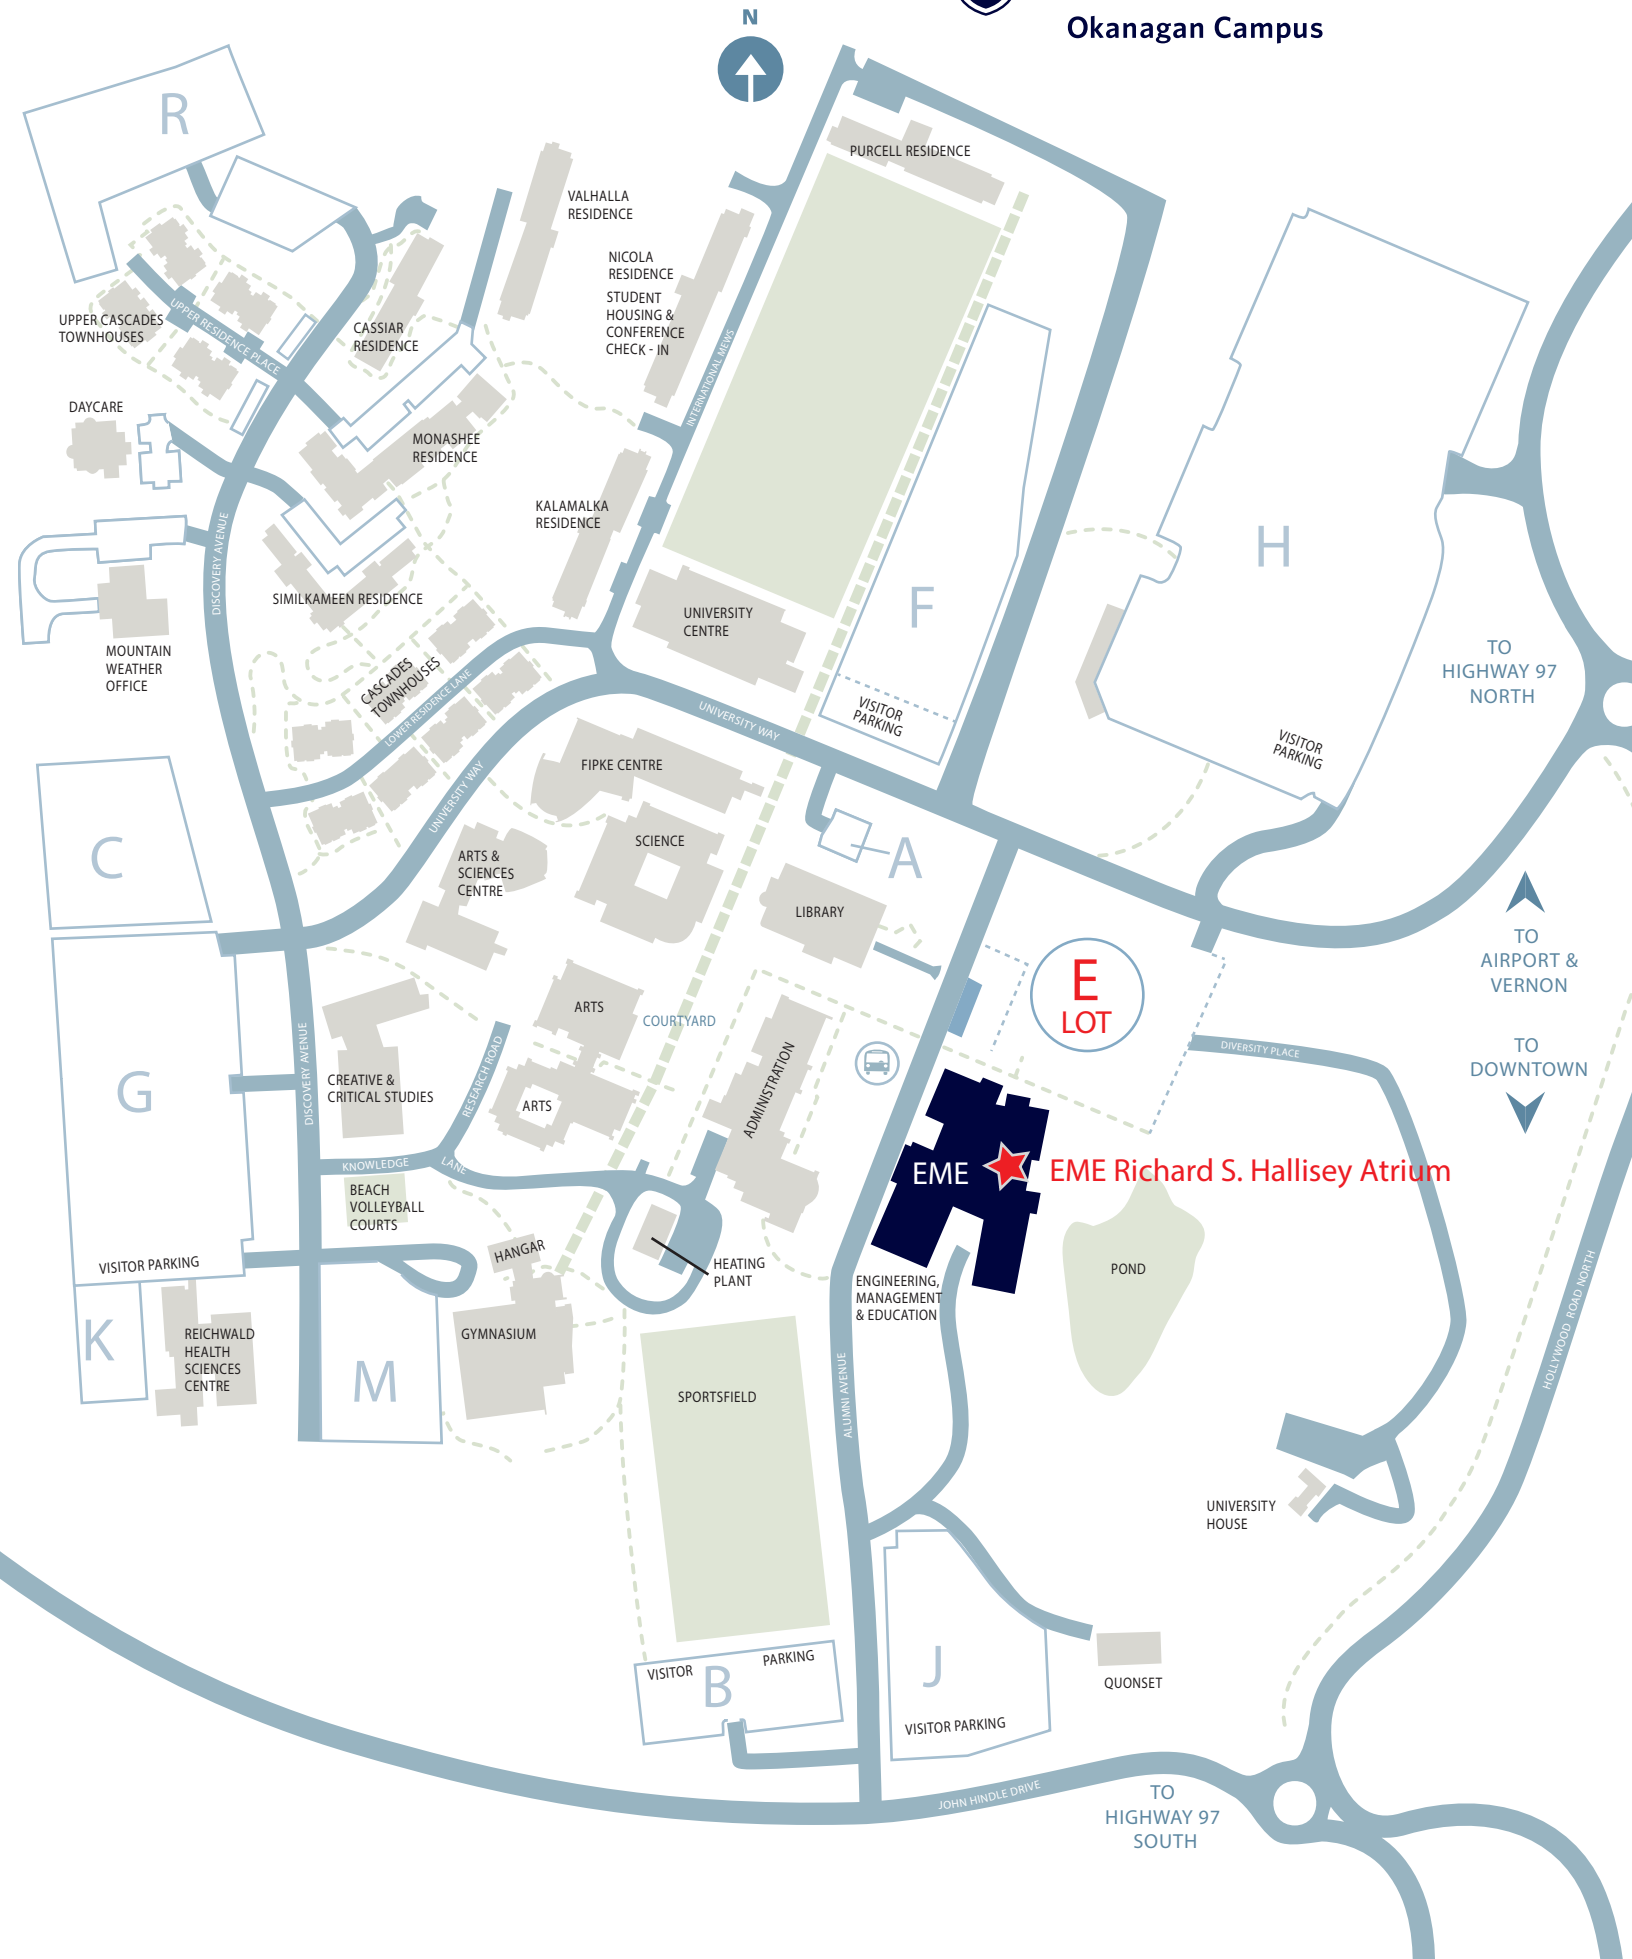 N
Okanagan Campus
R
PURCELL RESIDENCE
VALHALLA
RESIDENCE
NICOLA
RESIDENCE
STUDENT
HOUSING &
CONFERENCE
CHECK - IN
INTERNATIONAL MEWS
UPPER CASCADES
TOWNHOUSES
UPPER RESIDENCE PLACE
CASSIAR
RESIDENCE
DAYCARE
MONASHEE
RESIDENCE
KALAMALKA
RESIDENCE
DISCOVERY AVENUE
SIMILKAMEEN RESIDENCE
H
F
UNIVERSITY
CENTRE
MOUNTAIN
WEATHER
OFFICE
CASCADES
TOWNHOUSES
LOWER RESIDENCE LANE
TO
HIGHWAY 97
NORTH
VISITOR
PARKING
UNIVERSITY WAY
VISITOR
PARKING
FIPKE CENTRE
UNIVERSITY WAY
C
SCIENCE
A
ARTS &
SCIENCES
CENTRE
LIBRARY
TO
AIRPORT &
VERNON
E
LOT
ARTS
COURTYARD
TO
DOWNTOWN
DIVERSITY PLACE
DISCOVERY AVENUE
G
CREATIVE &
CRITICAL STUDIES
RESEARCH ROAD
ARTS
ADMINISTRATION
KNOWLEDGE
LANE
EME
EME Richard S. Hallisey Atrium
BEACH
VOLLEYBALL
COURTS
HANGAR
VISITOR PARKING
HEATING
PLANT
POND
ENGINEERING,
MANAGEMENT
& EDUCATION
HOLLYWOOD ROAD NORTH
K
REICHWALD
HEALTH
SCIENCES
CENTRE
GYMNASIUM
M
SPORTSFIELD
ALUMNI AVENUE
UNIVERSITY
HOUSE
VISITOR
PARKING
B
J
QUONSET
VISITOR PARKING
JOHN HINDLE DRIVE
TO
HIGHWAY 97
SOUTH